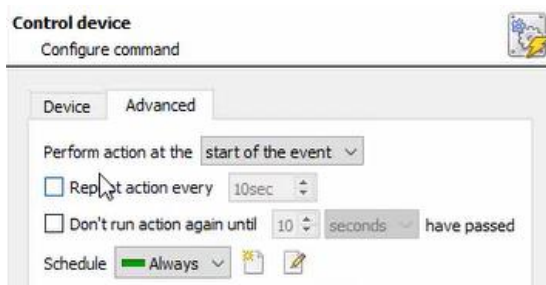 Control device
Configure command
Device Advanced
Perform action at the start of the event
Repeat action every 10sec
Don't run action again until 10 seconds have passed
Schedule Always